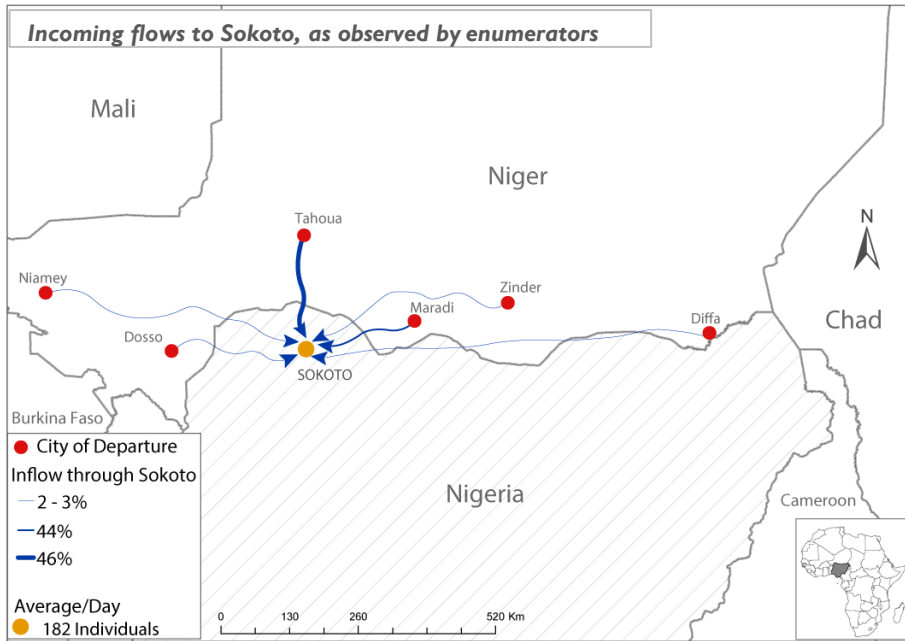 Incoming flows to Sokoto, as observed by enumerators
Mali
Niger
Tahoua
N
Niamey
Zinder
Maradi
Diffa
Dosso
Chad
SOKOTO
Burkina Faso
City of Departure
Inflow through Sokoto
2 - 3%
44%
46%
Nigeria
Cameroon
Average/Day
182 Individuals
0 130 260 520 Km